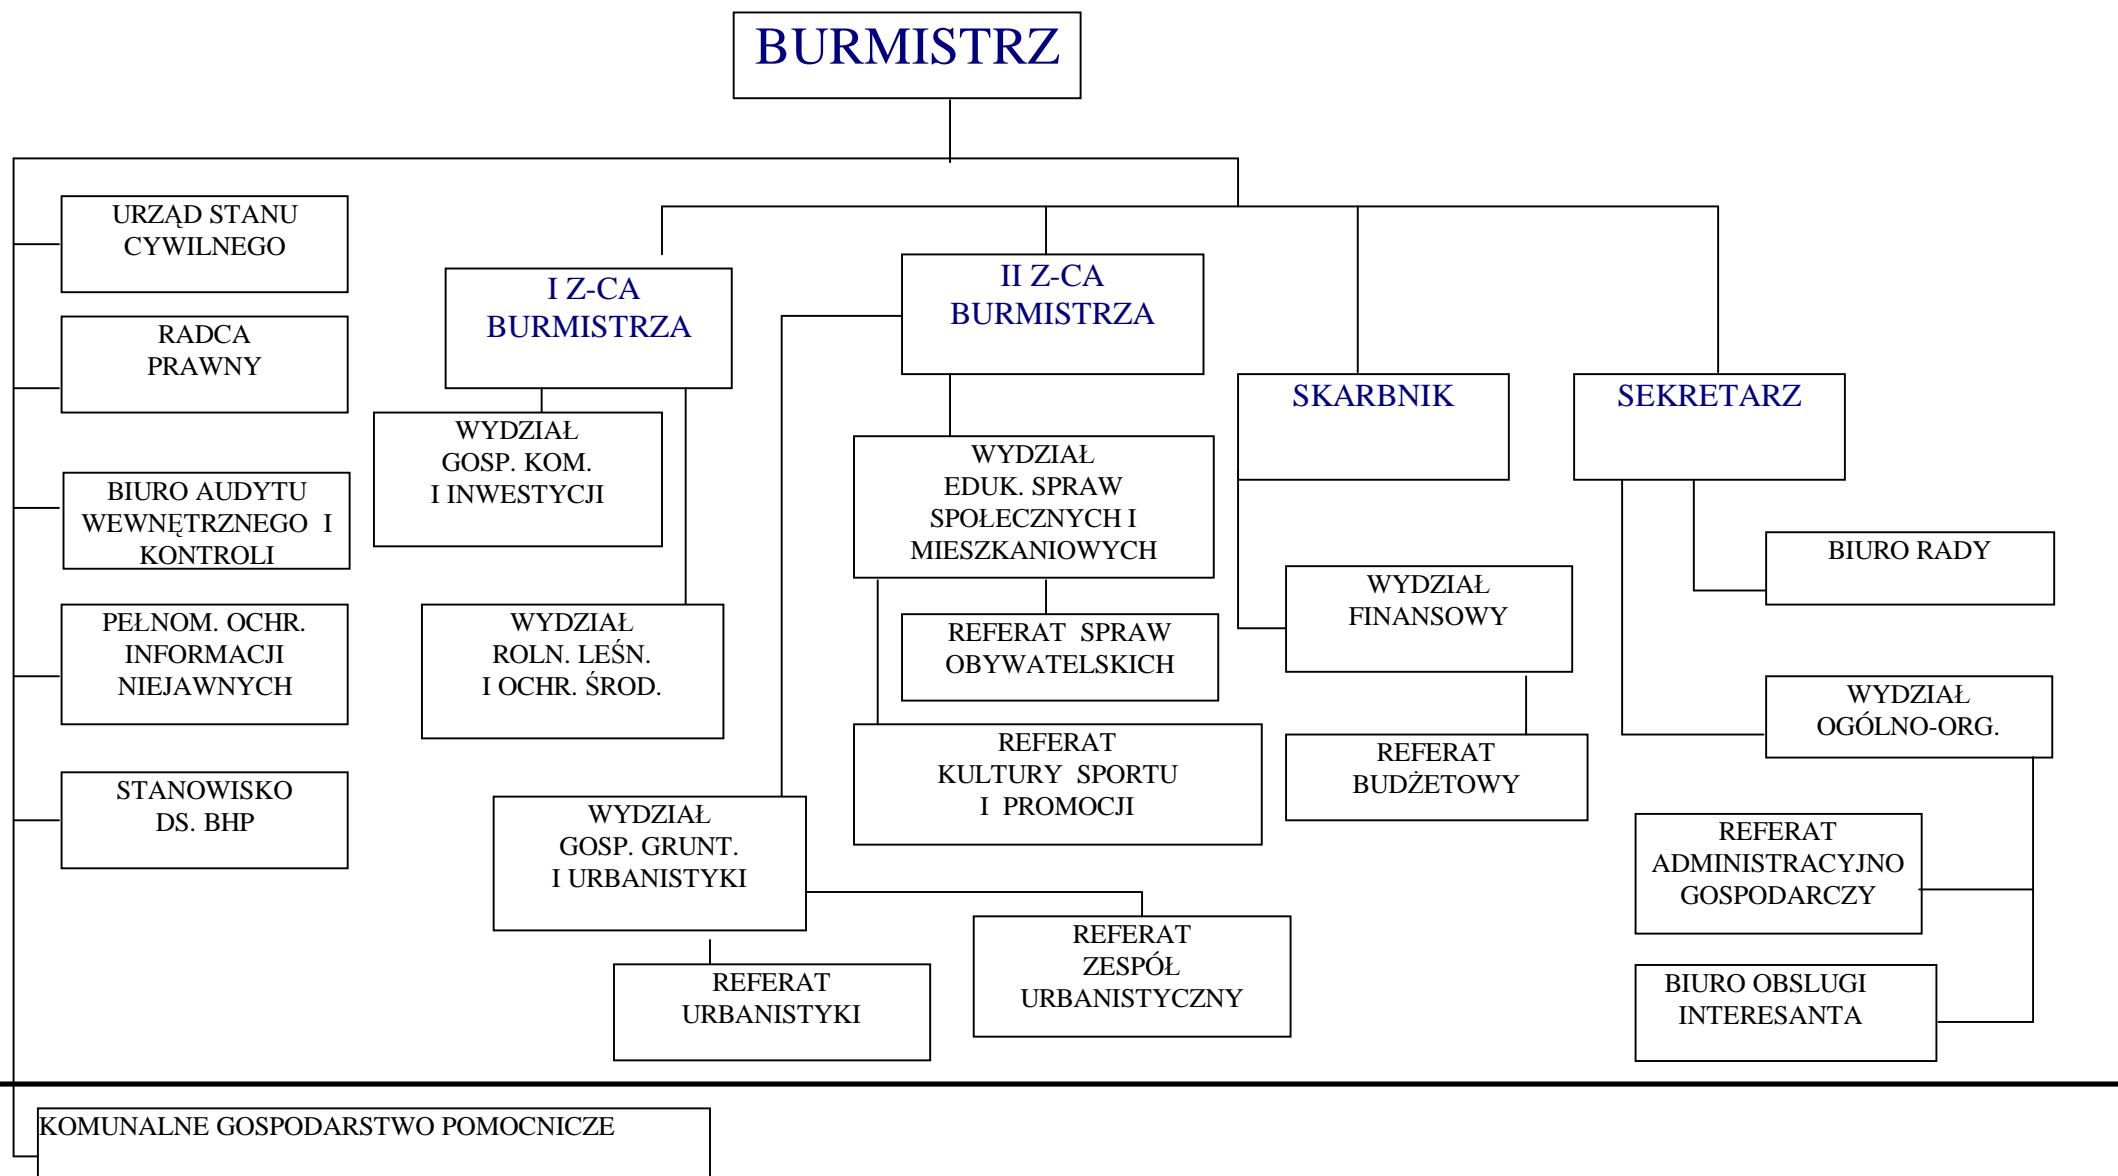 BURMISTRZ
URZĄD STANU
CYWILNEGO
RADCA
PRAWNY
BIURO AUDYTU
WEWNĘTRZNEGO I
KONTROLI
PEŁNOM. OCHR.
INFORMACJI
NIEJAWNYCH
STANOWISKO
DS. BHP
I Z-CA
BURMISTRZA
WYDZIAŁ
GOSP. KOM.
I INWESTYCJI
WYDZIAŁ
ROLN. LEŚN.
I OCHR. ŚROD.
II Z-CA
BURMISTRZA
WYDZIAŁ
EDUK. SPRAW
SPOŁECZNYCH I
MIESZKANIOWYCH
REFERAT SPRAW
OBYWATELSKICH
REFERAT
KULTURY SPORTU
I PROMOCJI
WYDZIAŁ
GOSP. GRUNT.
I URBANISTYKI
REFERAT
URBANISTYKI
REFERAT
ZESPÓŁ
URBANISTYCZNY
SKARBNIK
WYDZIAŁ
FINANSOWY
REFERAT
BUDŻETOWY
SEKRETARZ
BIURO RADY
WYDZIAŁ
OGÓLNO-ORG.
REFERAT
ADMINISTRACYJNO
GOSPODARCZY
BIURO OBSLUGI
INTERESANTA
KOMUNALNE GOSPODARSTWO POMOCNICZE